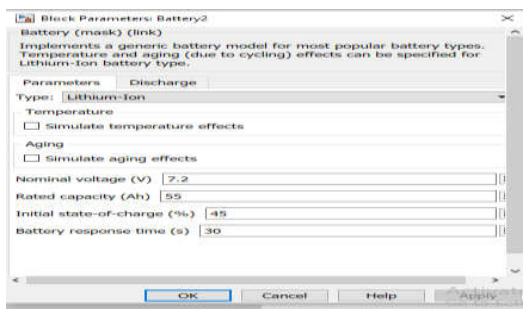 Block Parameters: Battery2
Battery (mask) (link)
Implements a generic battery model for most popular battery types.
Temperature and aging (due to cycling) effects can be specified for
Lithium-Ion battery type.
Parameters Discharge
Type: Lithium-Ion
Temperature
Simulate temperature effects
Aging
Simulate aging effects
Nominal voltage (V) 7.2
Rated capacity (Ah) 55
Initial state-of-charge (%) 45
Battery response time (s) 30
OK Cancel Help Apply